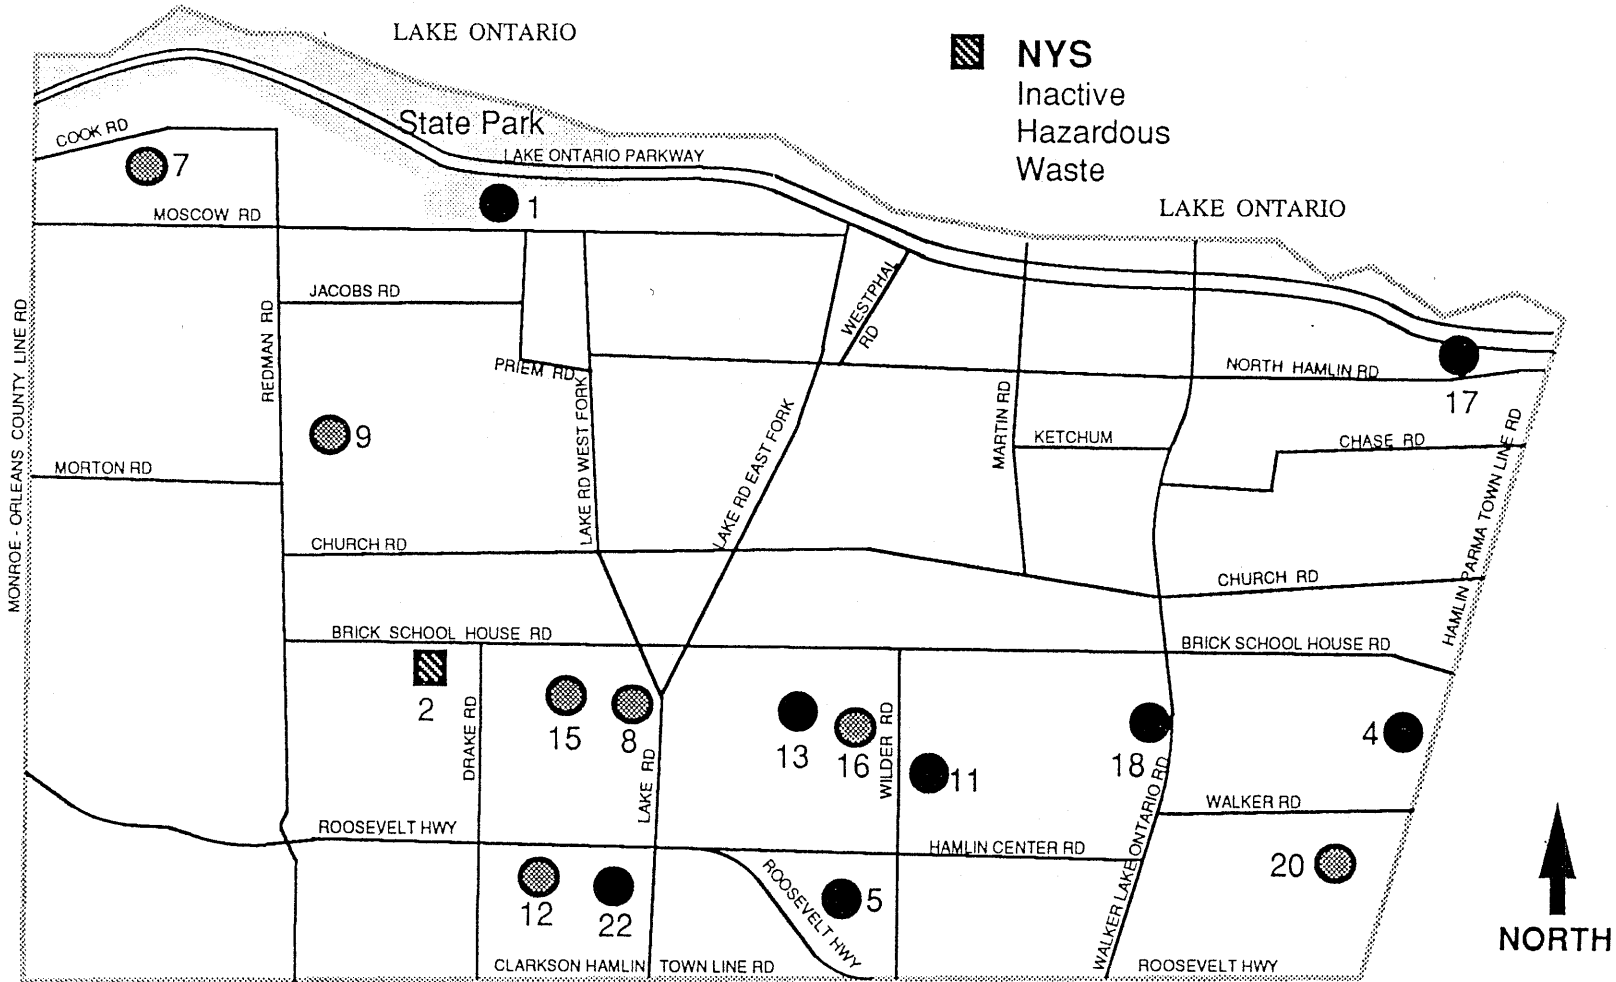 LAKE ONTARIO
NYS
Inactive
Hazardous
Waste
State Park
COOK RD
7
LAKE ONTARIO PARKWAY
1
MOSCOW RD
LAKE ONTARIO
JACOBS RD
WESTPHAL
RD
REDMAN RD
MONROE - ORLEANS COUNTY LINE RD
PRIEM RD
NORTH HAMLIN RD
17
LAKE RD WEST FORK
LAKE RD EAST FORK
MARTIN RD
9
KETCHUM
CHASE RD
HAMLIN PARMA TOWN LINE RD
MORTON RD
CHURCH RD
CHURCH RD
BRICK SCHOOL HOUSE RD
BRICK SCHOOL HOUSE RD
2
DRAKE RD
15
8
LAKE RD
13
16
WILDER RD
11
18
4
WALKER LAKE ONTARIO RD
WALKER RD
ROOSEVELT HWY
HAMLIN CENTER RD
20
12
22
ROOSEVELT HWY
5
NORTH
CLARKSON HAMLIN TOWN LINE RD
ROOSEVELT HWY